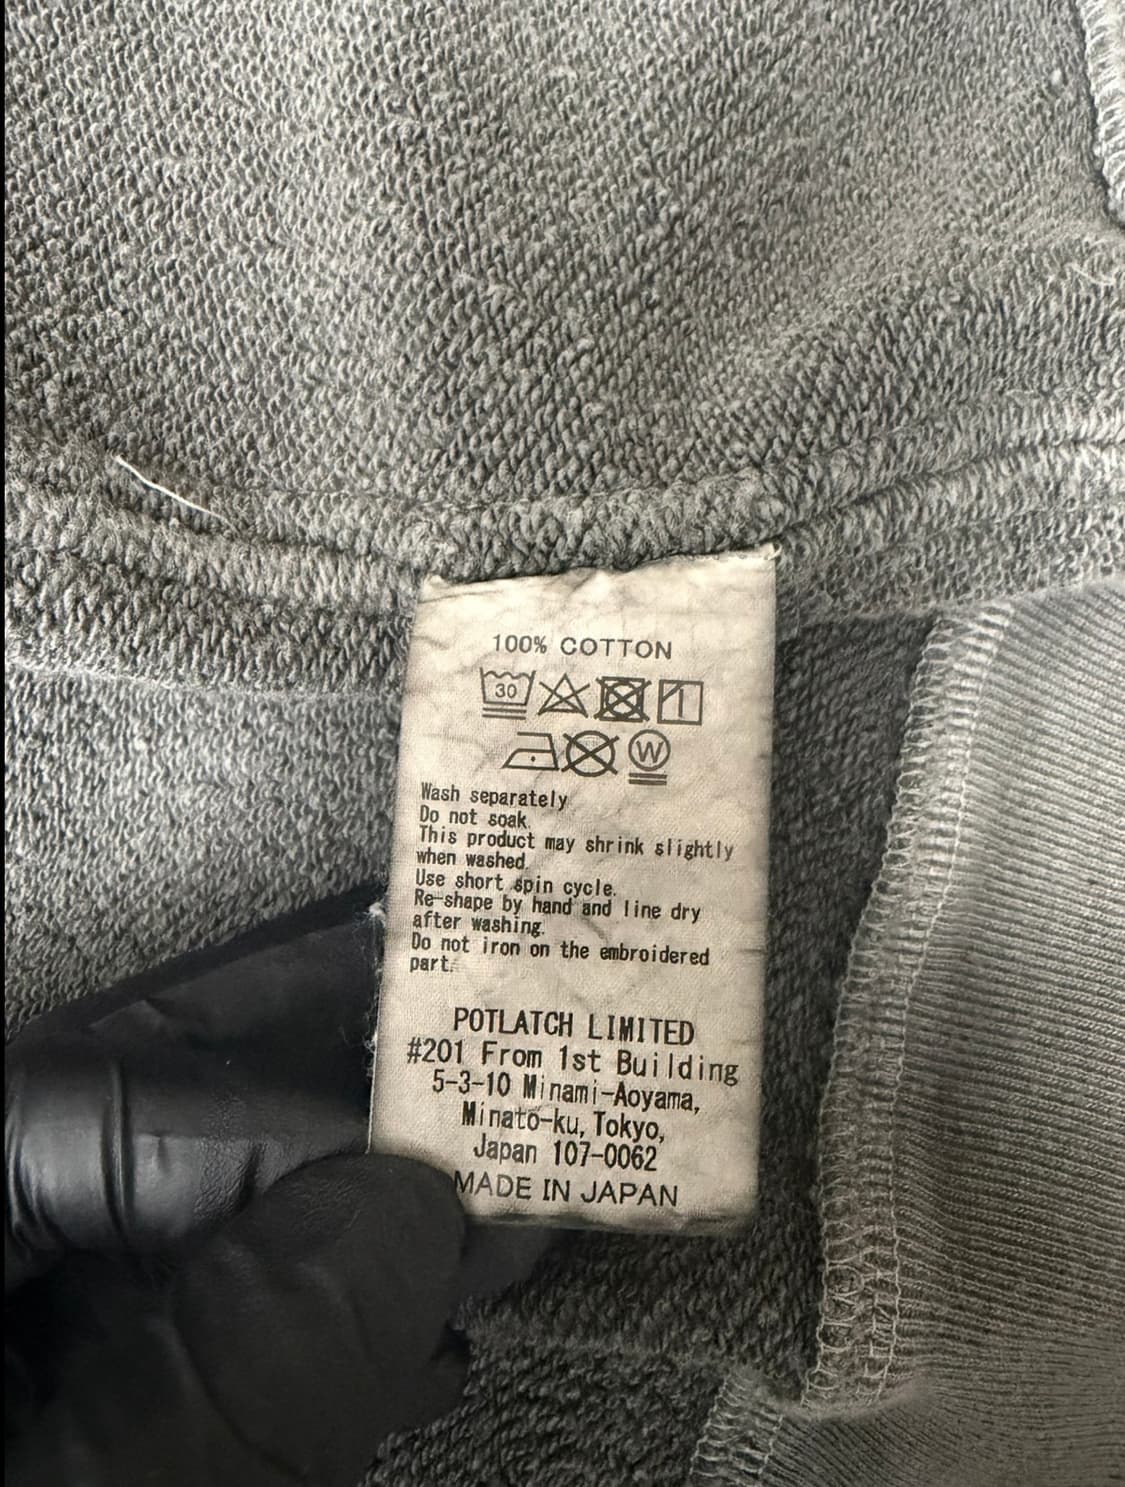 100% COTTON
30
W
Wash separately.
Do not soak.
This product may shrink slightly
when washed.
Use short spin cycle.
Re-shape by hand and line dry
after washing.
Do not iron on the embroidered
part.
POTLATCH LIMITED
#201 From 1st Building
5-3-10 Minami-Aoyama,
Minato-ku, Tokyo,
Japan 107-0062
MADE IN JAPAN